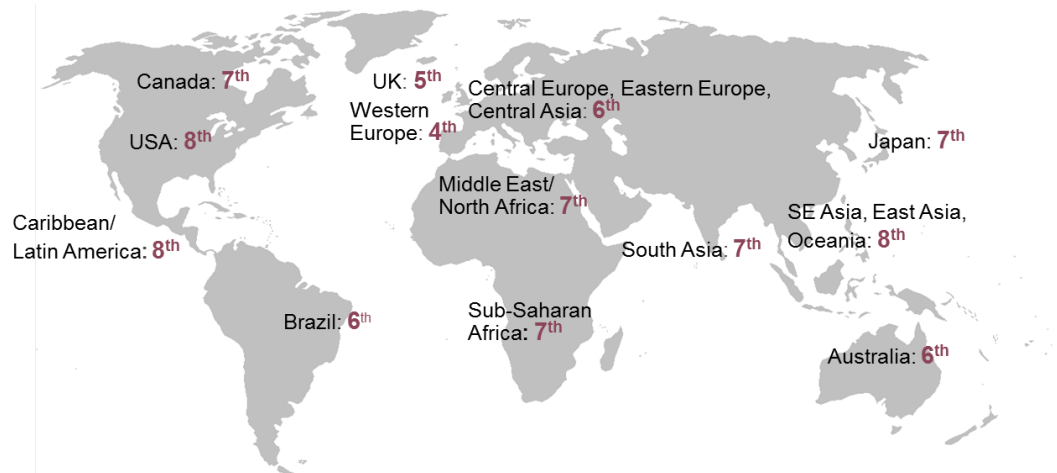 Canada: 7th
UK: 5th
Central Europe, Eastern Europe,
Central Asia: 6th
Western
Europe: 4th
USA: 8th
Japan: 7th
Middle East/
North Africa: 7th
Caribbean/
Latin America: 8th
SE Asia, East Asia,
Oceania: 8th
South Asia: 7th
Brazil: 6th
Sub-Saharan
Africa: 7th
Australia: 6th